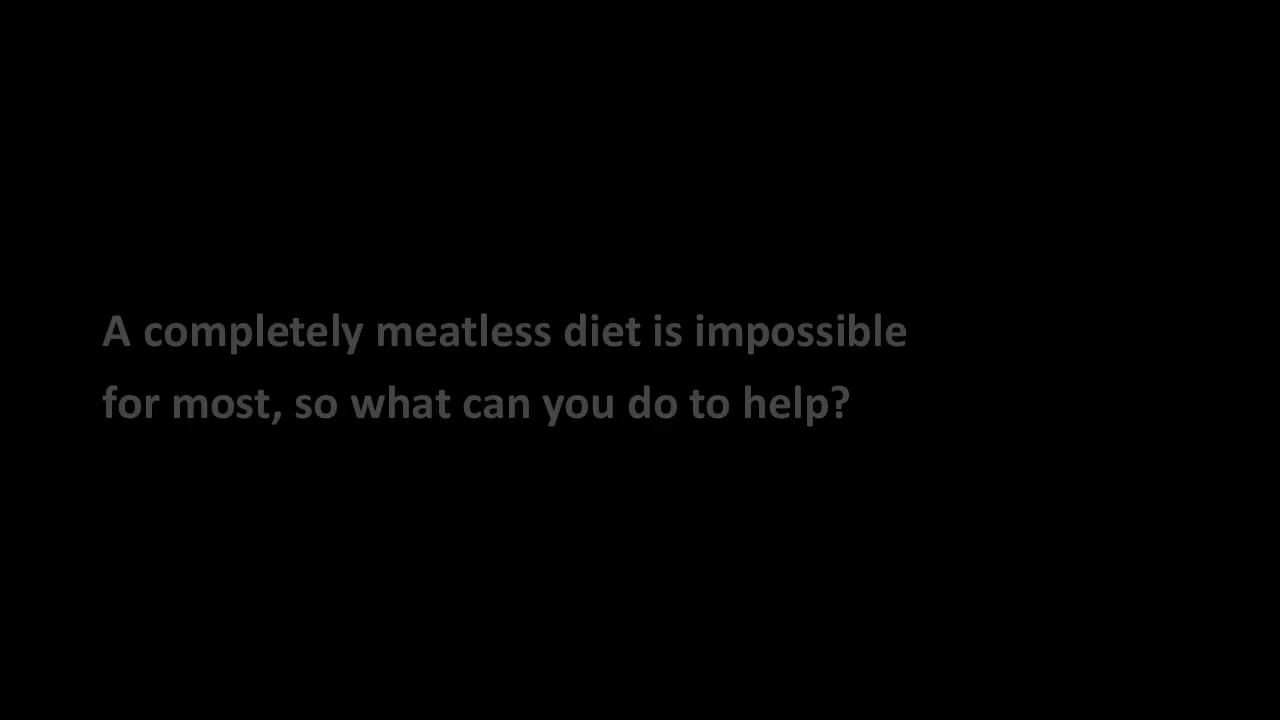 A completely meatless diet is impossible
for most, so what can you do to help?